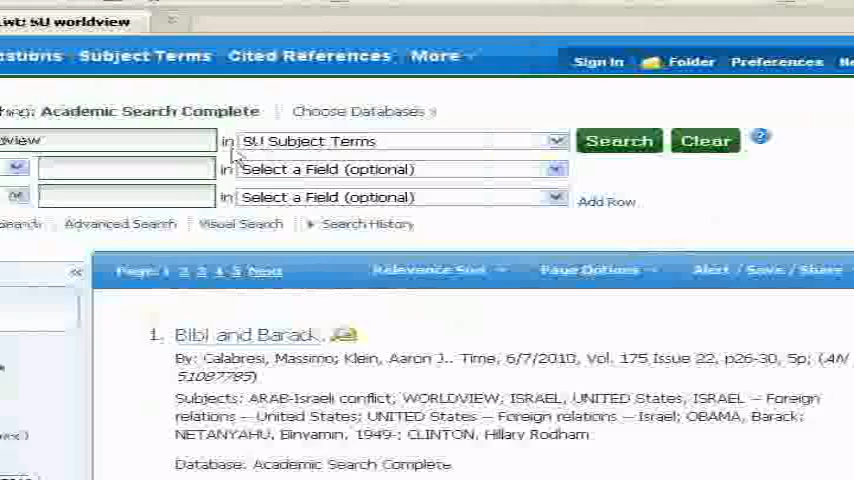 List: SU worldview
Subject Terms Cited References More
Sign In Folder Preferences
Academic Search Complete Choose Databases »
in SU Subject Terms Search Clear
in Select a Field (optional)
in Select a Field (optional) Add Row
Advanced Search Visual Search Search History
« Page: 1 2 3 4 5 Next Relevance Sort Page Options Alert / Save / Share
1. Bibi and Barack.
By: Calabresi, Massimo; Klein, Aaron J.. Time, 6/7/2010, Vol. 175 Issue 22, p26-30, 5p; (AN
51087785)
Subjects: ARAB-Israeli conflict; WORLDVIEW; ISRAEL; UNITED States; ISRAEL -- Foreign
relations -- United States; UNITED States -- Foreign relations -- Israel; OBAMA, Barack;
NETANYAHU, Binyamin, 1949-; CLINTON, Hillary Rodham
Database: Academic Search Complete